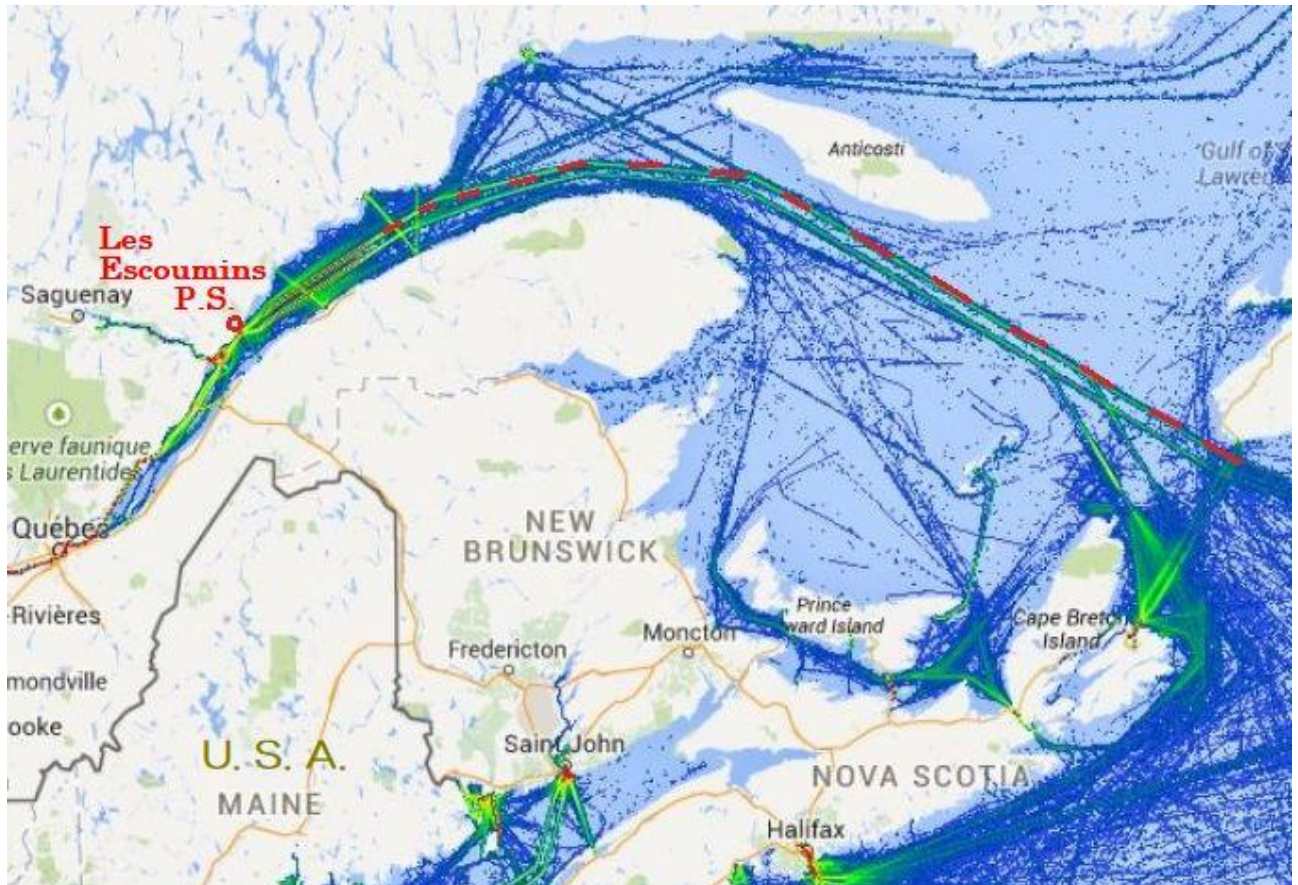 Anticosti
Gulf of S
Lawren
Les
Escoumins
P.S.
Saguenay
erve faunique
s Laurentides
Québec
NEW
BRUNSWICK
-Rivières
Prince
ward Island
Cape Breton
Island
Moncton
Fredericton
mondville
ooke
Saint John
U. S. A.
MAINE
NOVA SCOTIA
Halifax